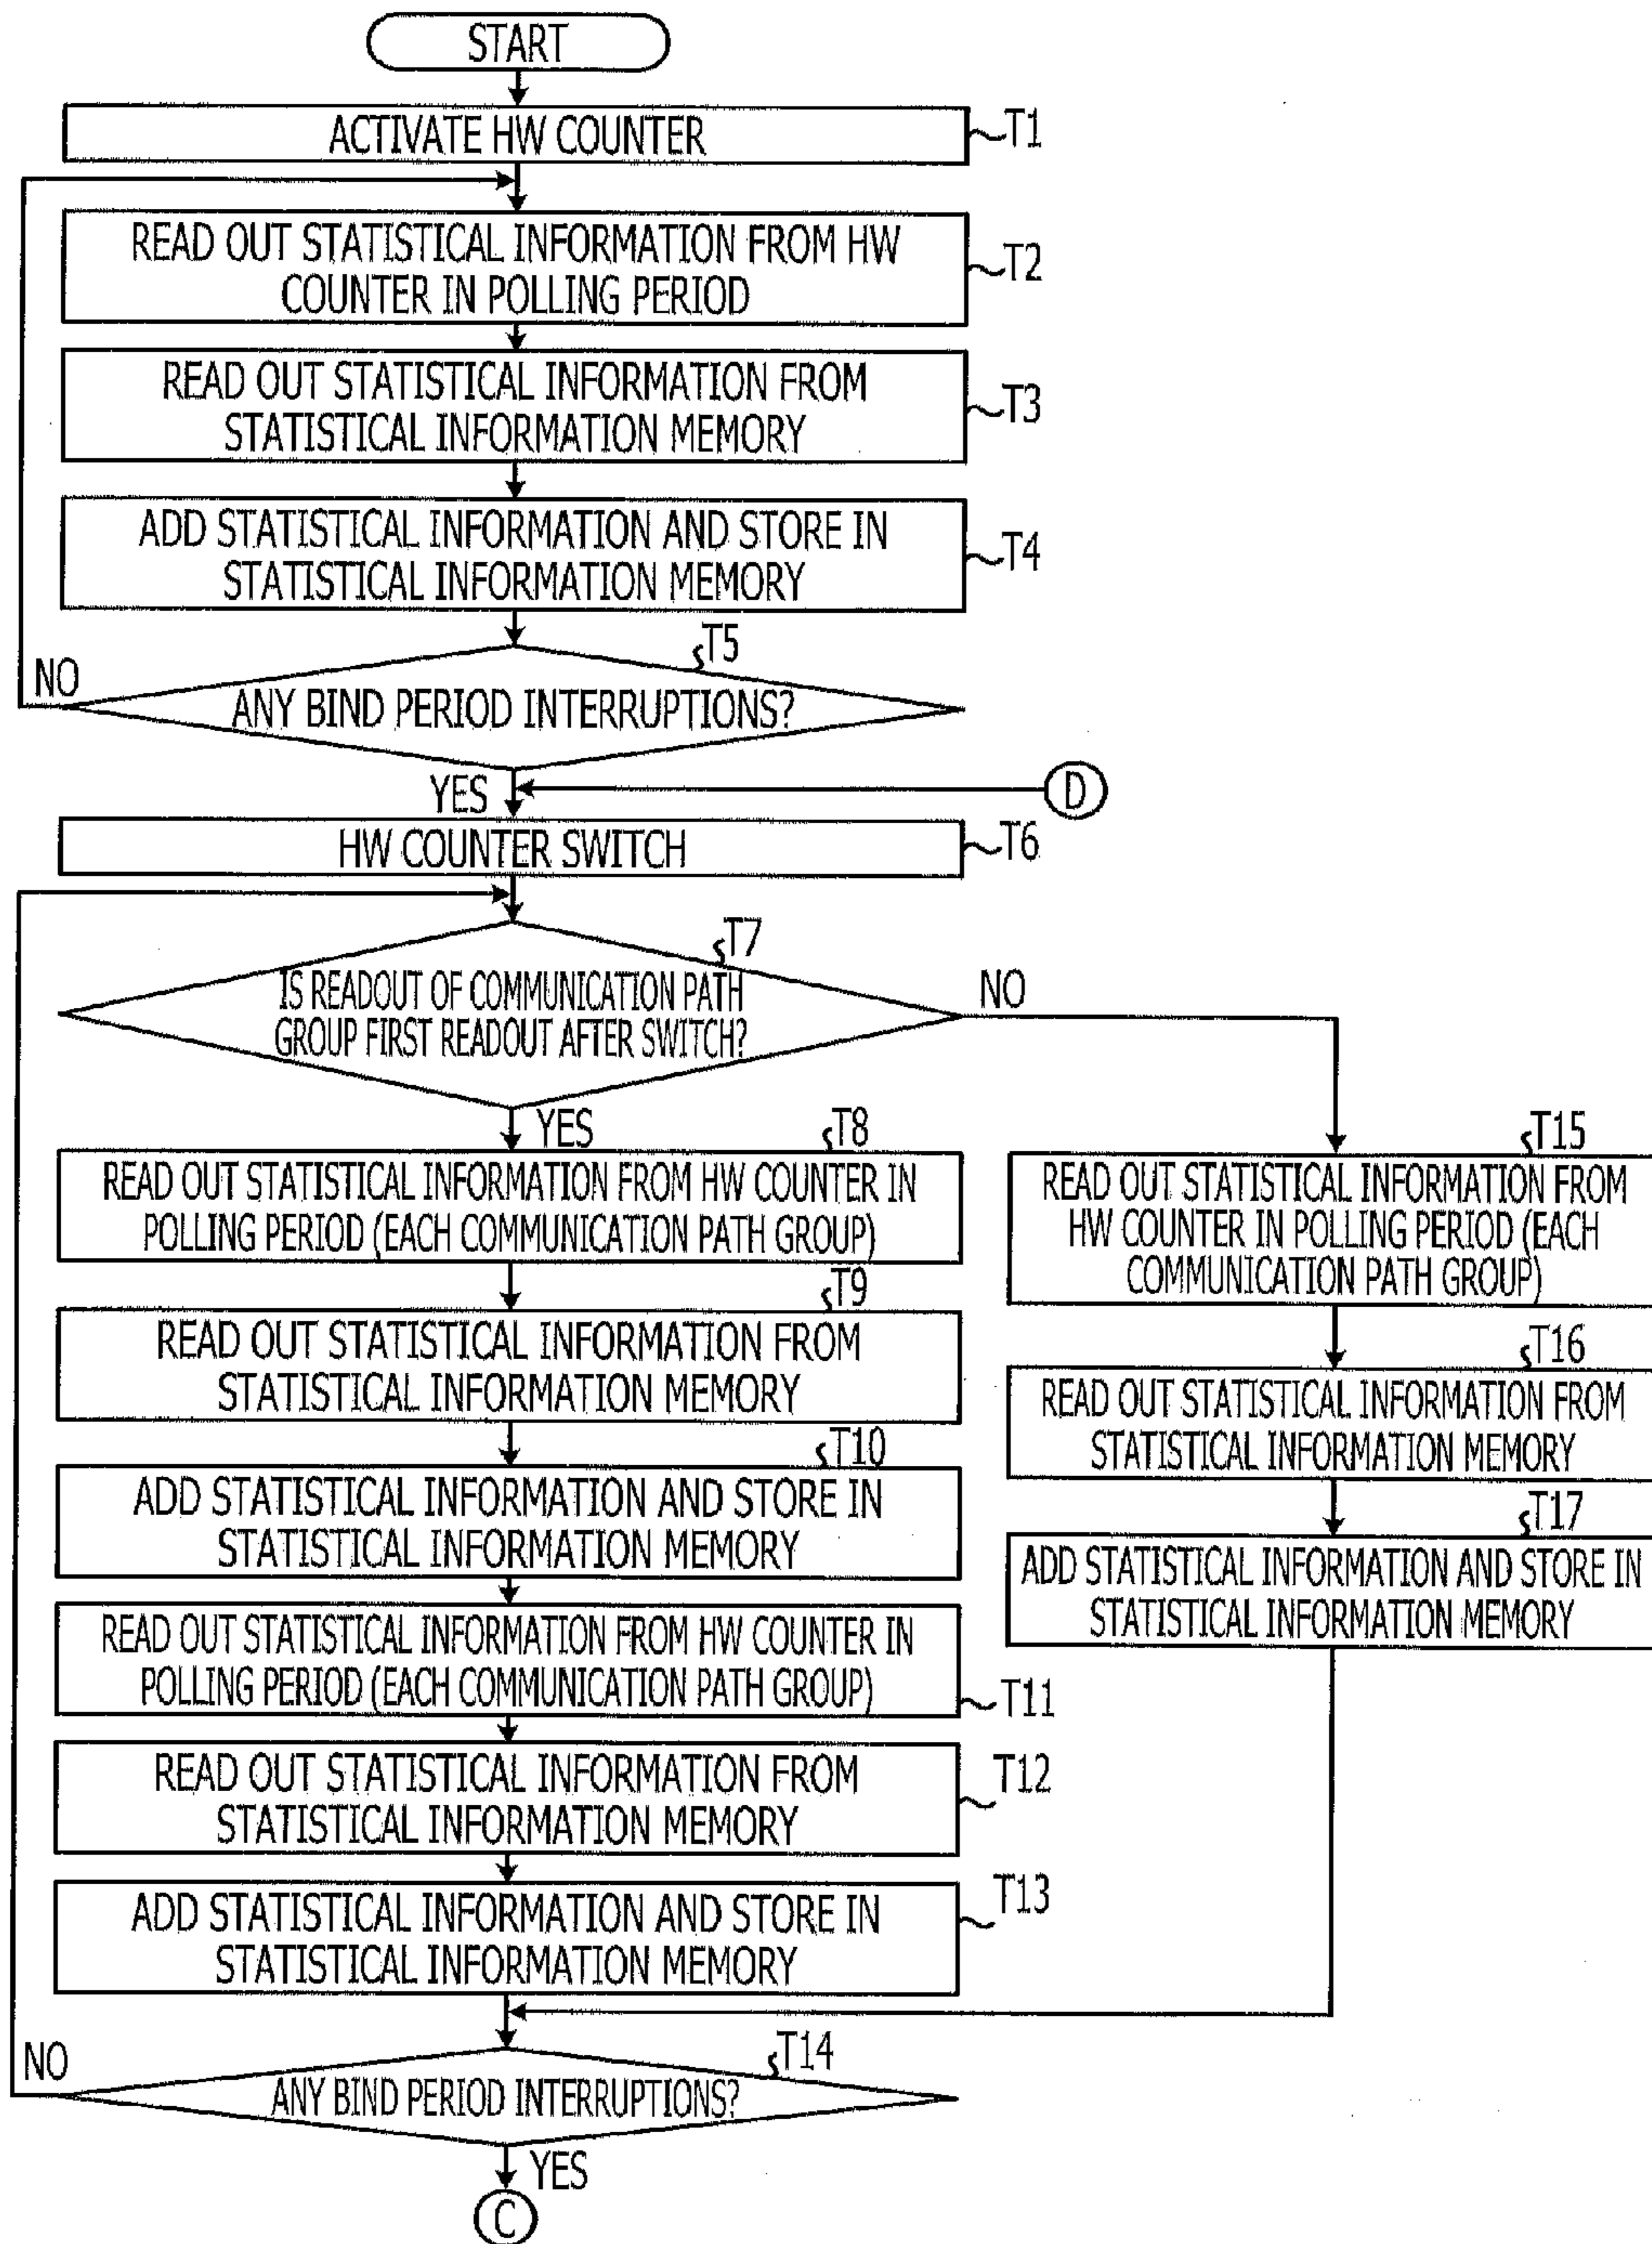 START
ACTIVATE HW COUNTER
T1
READ OUT STATISTICAL INFORMATION FROM HW
COUNTER IN POLLING PERIOD
T2
READ OUT STATISTICAL INFORMATION FROM
STATISTICAL INFORMATION MEMORY
T3
ADD STATISTICAL INFORMATION AND STORE IN
STATISTICAL INFORMATION MEMORY
T4
T5
NO
ANY BIND PERIOD INTERRUPTIONS?
YES
D
HW COUNTER SWITCH
T6
T7
IS READOUT OF COMMUNICATION PATH
GROUP FIRST READOUT AFTER SWITCH?
NO
YES
T8
READ OUT STATISTICAL INFORMATION FROM HW COUNTER IN
POLLING PERIOD (EACH COMMUNICATION PATH GROUP)
T9
READ OUT STATISTICAL INFORMATION FROM
STATISTICAL INFORMATION MEMORY
T10
ADD STATISTICAL INFORMATION AND STORE IN
STATISTICAL INFORMATION MEMORY
READ OUT STATISTICAL INFORMATION FROM HW COUNTER IN
POLLING PERIOD (EACH COMMUNICATION PATH GROUP)
T11
READ OUT STATISTICAL INFORMATION FROM
STATISTICAL INFORMATION MEMORY
T12
ADD STATISTICAL INFORMATION AND STORE IN
STATISTICAL INFORMATION MEMORY
T13
T15
READ OUT STATISTICAL INFORMATION FROM
HW COUNTER IN POLLING PERIOD (EACH
COMMUNICATION PATH GROUP)
T16
READ OUT STATISTICAL INFORMATION FROM
STATISTICAL INFORMATION MEMORY
T17
ADD STATISTICAL INFORMATION AND STORE IN
STATISTICAL INFORMATION MEMORY
T14
NO
ANY BIND PERIOD INTERRUPTIONS?
YES
C